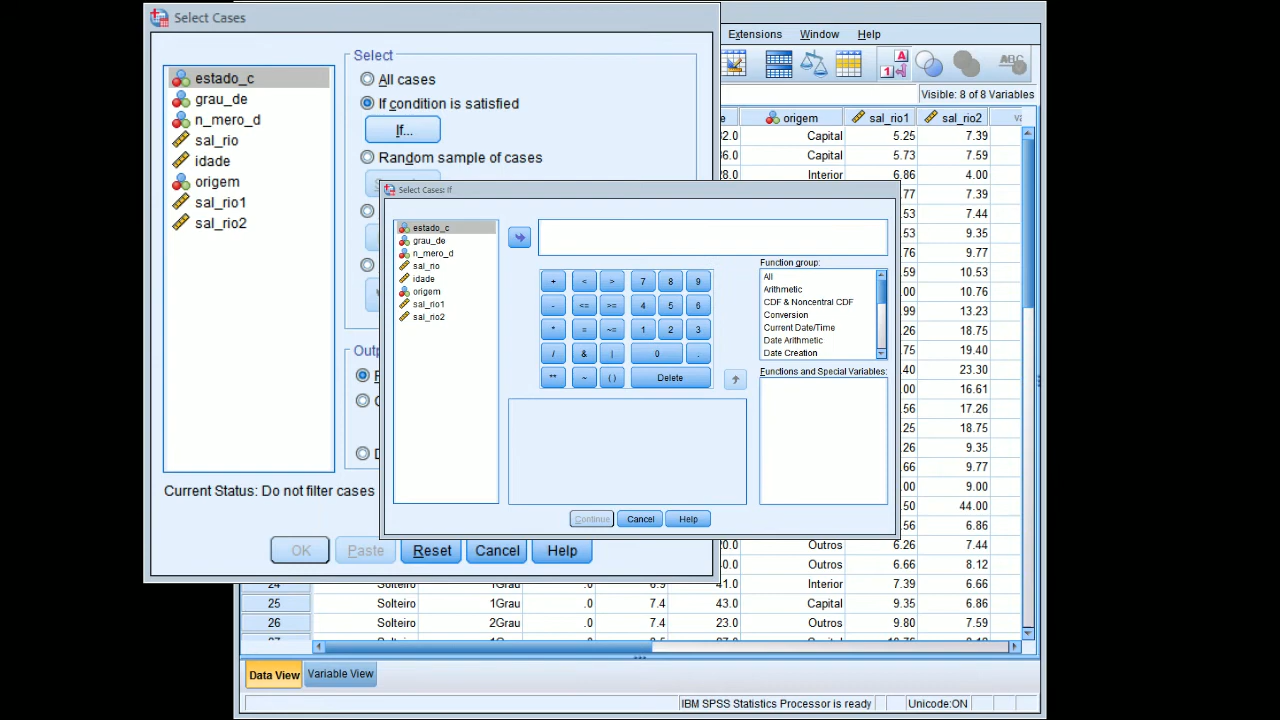 Select Cases
estado_c
grau_de
n_mero_d
sal_rio
idade
origem
sal_rio1
sal_rio2
Select
All cases
If condition is satisfied
If...
Random sample of cases
Current Status: Do not filter cases
OK
Paste
Reset
Cancel
Help
Select Cases: If
estado_c
grau_de
n_mero_d
sal_rio
idade
origem
sal_rio1
sal_rio2
+ < > 7 8 9
- <= >= 4 5 6
* = ~= 1 2 3
/ & | 0 .
** ~ ( ) Delete
Function group:
All
Arithmetic
CDF & Noncentral CDF
Conversion
Current Date/Time
Date Arithmetic
Date Creation
Functions and Special Variables:
Continue
Cancel
Help
Extensions Window Help
Visible: 8 of 8 Variables
origem sal_rio1 sal_rio2
Capital 5.25 7.39
Capital 5.73 7.59
Interior 6.86 4.00
7.39
7.44
9.35
9.77
10.53
10.76
13.23
18.75
19.40
23.30
16.61
17.26
18.75
9.35
9.77
9.00
44.00
6.86
Outros 6.26 7.44
Outros 6.66 8.12
24 Solteiro 1Grau .0 6.9 41.0 Interior 7.39 6.66
25 Solteiro 1Grau .0 7.4 43.0 Capital 9.35 6.86
26 Solteiro 2Grau .0 7.4 23.0 Outros 9.80 7.59
Data View
Variable View
IBM SPSS Statistics Processor is ready
Unicode:ON